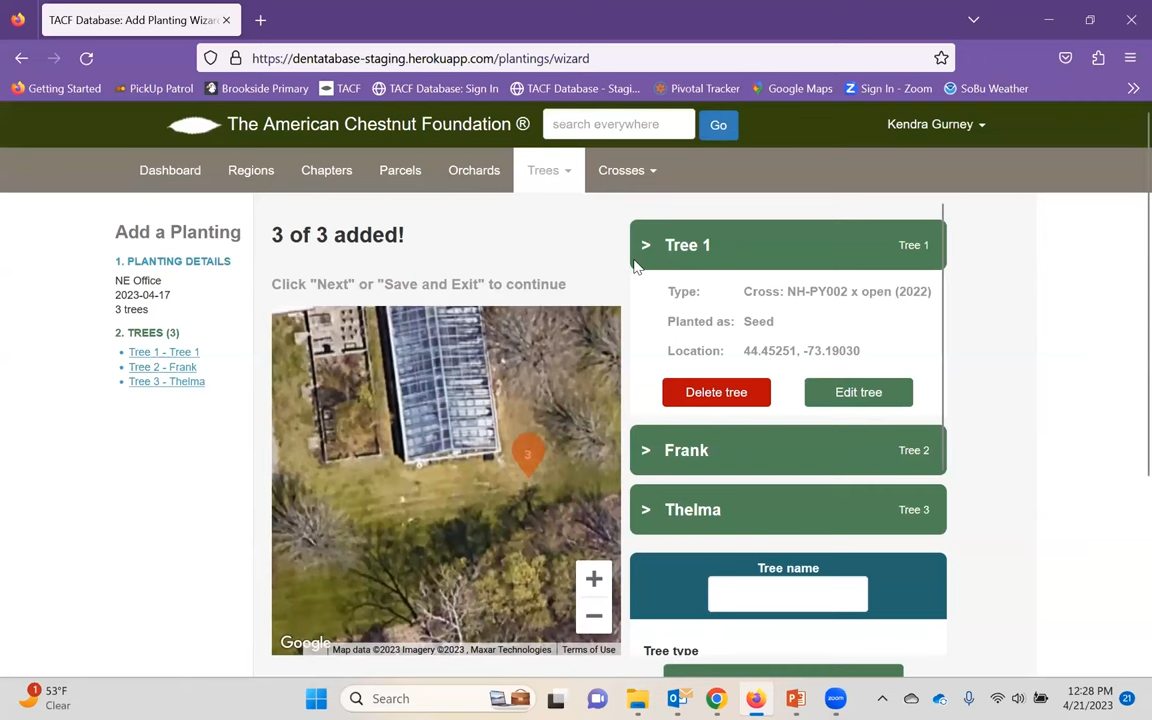 TACF Database: Add Planting Wizar
https://dentatabase-staging.herokuapp.com/plantings/wizard
Getting Started PickUp Patrol Brookside Primary TACF TACF Database: Sign In TACF Database - Stagi... Pivotal Tracker Google Maps Sign In - Zoom SoBu Weather
The American Chestnut Foundation ® search everywhere Go Kendra Gurney
Dashboard Regions Chapters Parcels Orchards Trees Crosses
Add a Planting
1. PLANTING DETAILS
NE Office
2023-04-17
3 trees
2. TREES (3)
Tree 1 - Tree 1
Tree 2 - Frank
Tree 3 - Thelma
3 of 3 added!
Click "Next" or "Save and Exit" to continue
3
+
−
Google
Map data ©2023 Imagery ©2023 , Maxar Technologies Terms of Use
> Tree 1 Tree 1
Type: Cross: NH-PY002 x open (2022)
Planted as: Seed
Location: 44.45251, -73.19030
Delete tree Edit tree
> Frank Tree 2
> Thelma Tree 3
Tree name
Tree type
1
53°F
Clear
Search
zoom
12:28 PM
4/21/2023
21